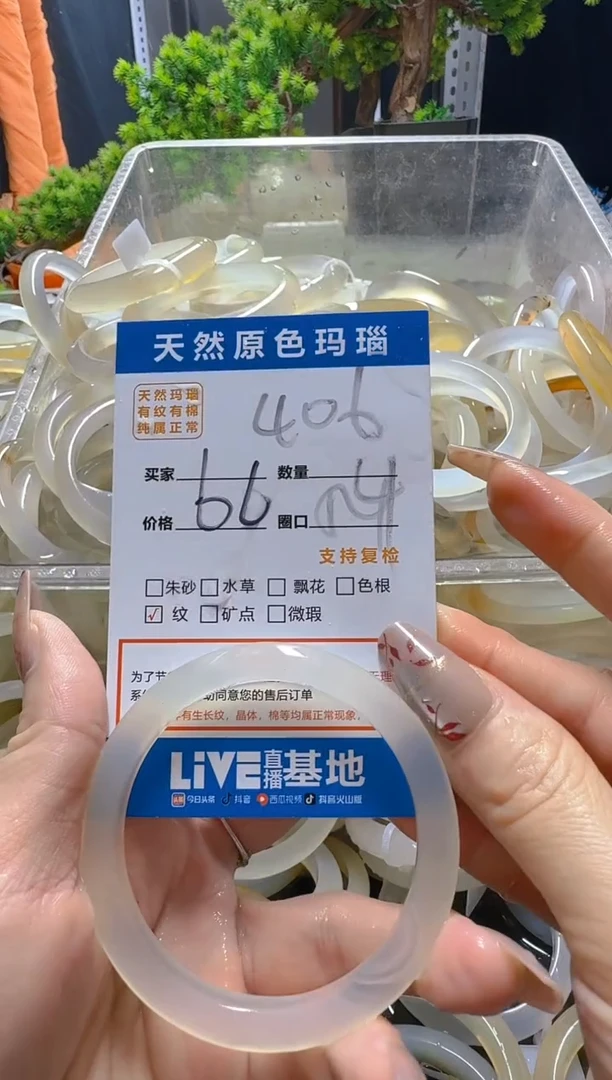 天然原色玛瑙
天然玛瑙
有纹有棉
纯属正常
406
买家 数量
价格 66 圈口
支持复检
朱砂 水草 飘花 色根
√ 纹 矿点 微瑕
为了节
助同意您的售后订单
有生长纹，晶体，棉等均属正常现象，
LiVE直播基地
头条 今日头条 抖音 西瓜视频 抖音火山版